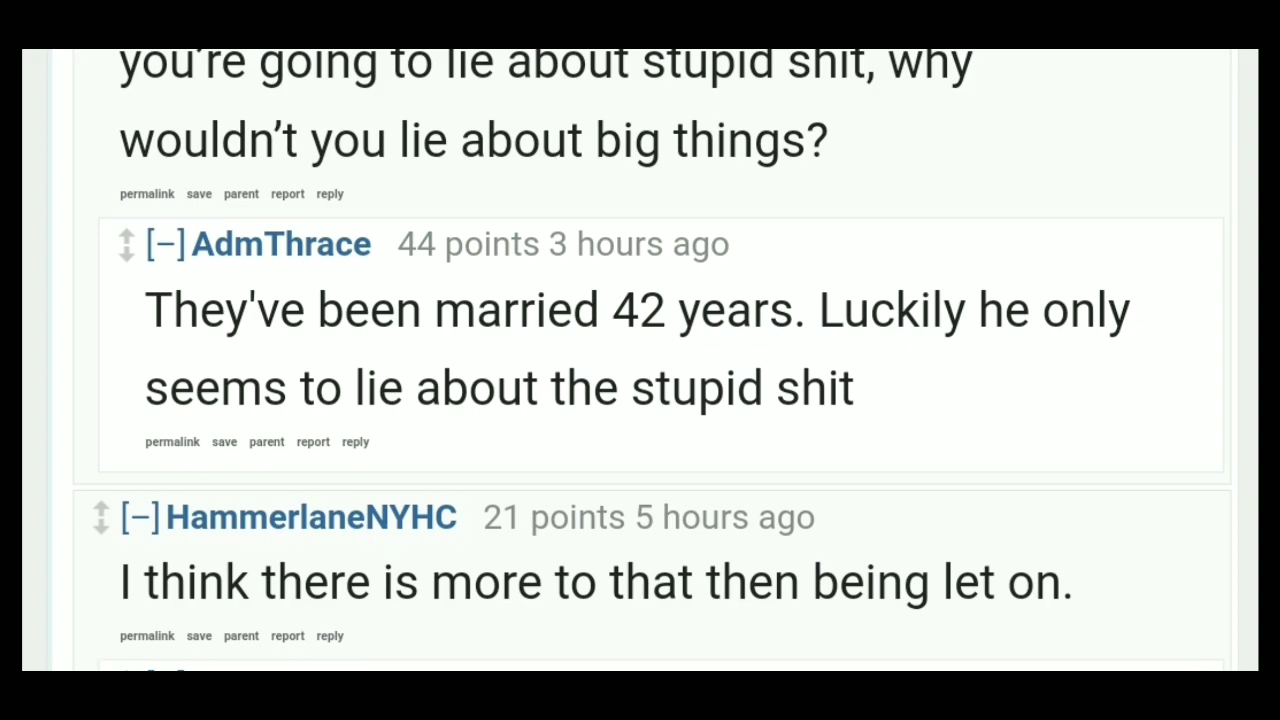 you're going to lie about stupid shit, why
wouldn't you lie about big things?
permalink save parent report reply
[–] AdmThrace 44 points 3 hours ago
They've been married 42 years. Luckily he only
seems to lie about the stupid shit
permalink save parent report reply
[–] HammerlaneNYHC 21 points 5 hours ago
I think there is more to that then being let on.
permalink save parent report reply